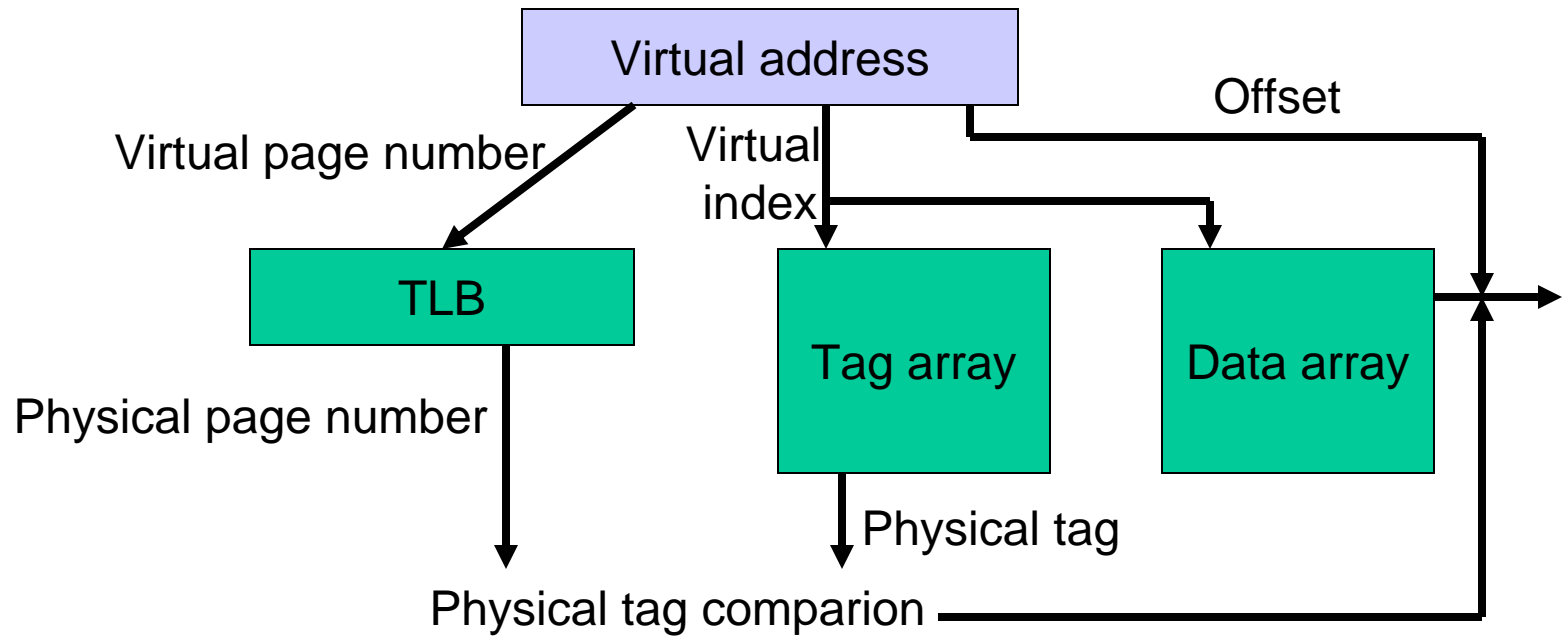 Virtual address
Offset
Virtual page number
Virtual
index
TLB
Tag array
Data array
Physical page number
Physical tag
Physical tag comparion